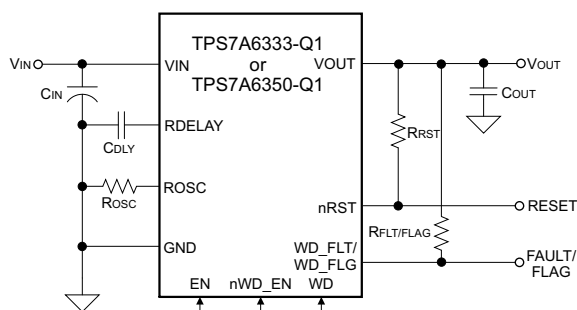 TPS7A6333-Q1
or
TPS7A6350-Q1
VIN
VIN
VOUT
VOUT
CIN
COUT
RDELAY
CDLY
RRST
ROSC
ROSC
nRST
RESET
RFLT/FLAG
GND
WD_FLT/
WD_FLG
FAULT/
FLAG
EN nWD_EN WD